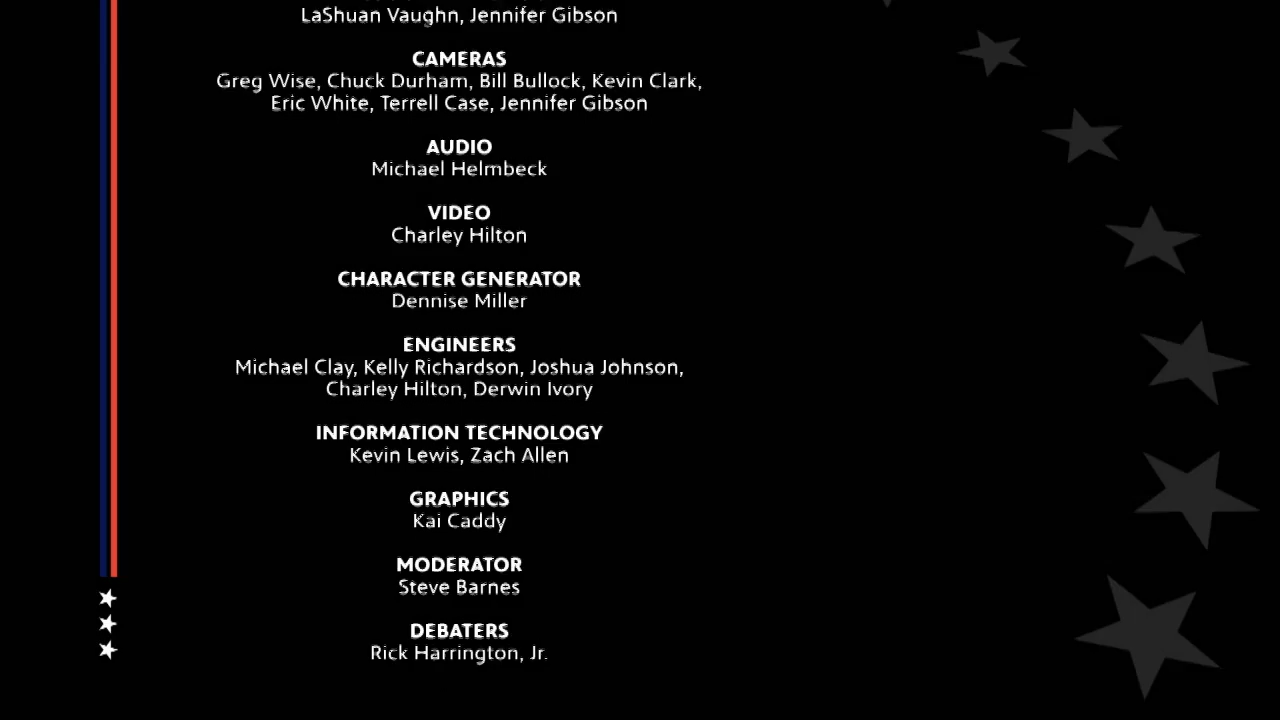 LaShuan Vaughn, Jennifer Gibson
CAMERAS
Greg Wise, Chuck Durham, Bill Bullock, Kevin Clark,
Eric White, Terrell Case, Jennifer Gibson
AUDIO
Michael Helmbeck
VIDEO
Charley Hilton
CHARACTER GENERATOR
Dennise Miller
ENGINEERS
Michael Clay, Kelly Richardson, Joshua Johnson,
Charley Hilton, Derwin Ivory
INFORMATION TECHNOLOGY
Kevin Lewis, Zach Allen
GRAPHICS
Kai Caddy
MODERATOR
Steve Barnes
DEBATERS
Rick Harrington, Jr.